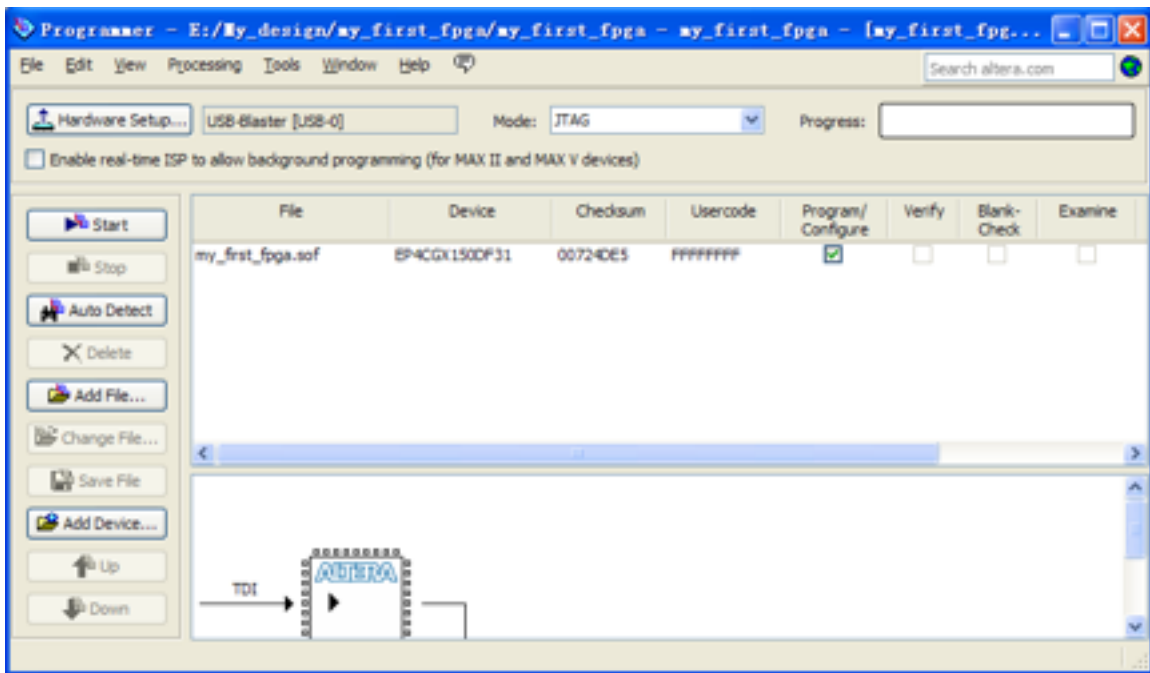 Programmer - E:/My_design/my_first_fpga/my_first_fpga - my_first_fpga - [my_first_fpg...
File Edit View Processing Tools Window Help Search altera.com
Hardware Setup... USB-Blaster [USB-0] Mode: JTAG Progress:
Enable real-time ISP to allow background programming (for MAX II and MAX V devices)
File Device Checksum Usercode Program/ Configure Verify Blank- Check Examine
my_first_fpga.sof EP4CGX150DF31 00724DE5 FFFFFFFF
Start
Stop
Auto Detect
Delete
Add File...
Change File...
Save File
Add Device...
Up
Down
ALTERA
TDI